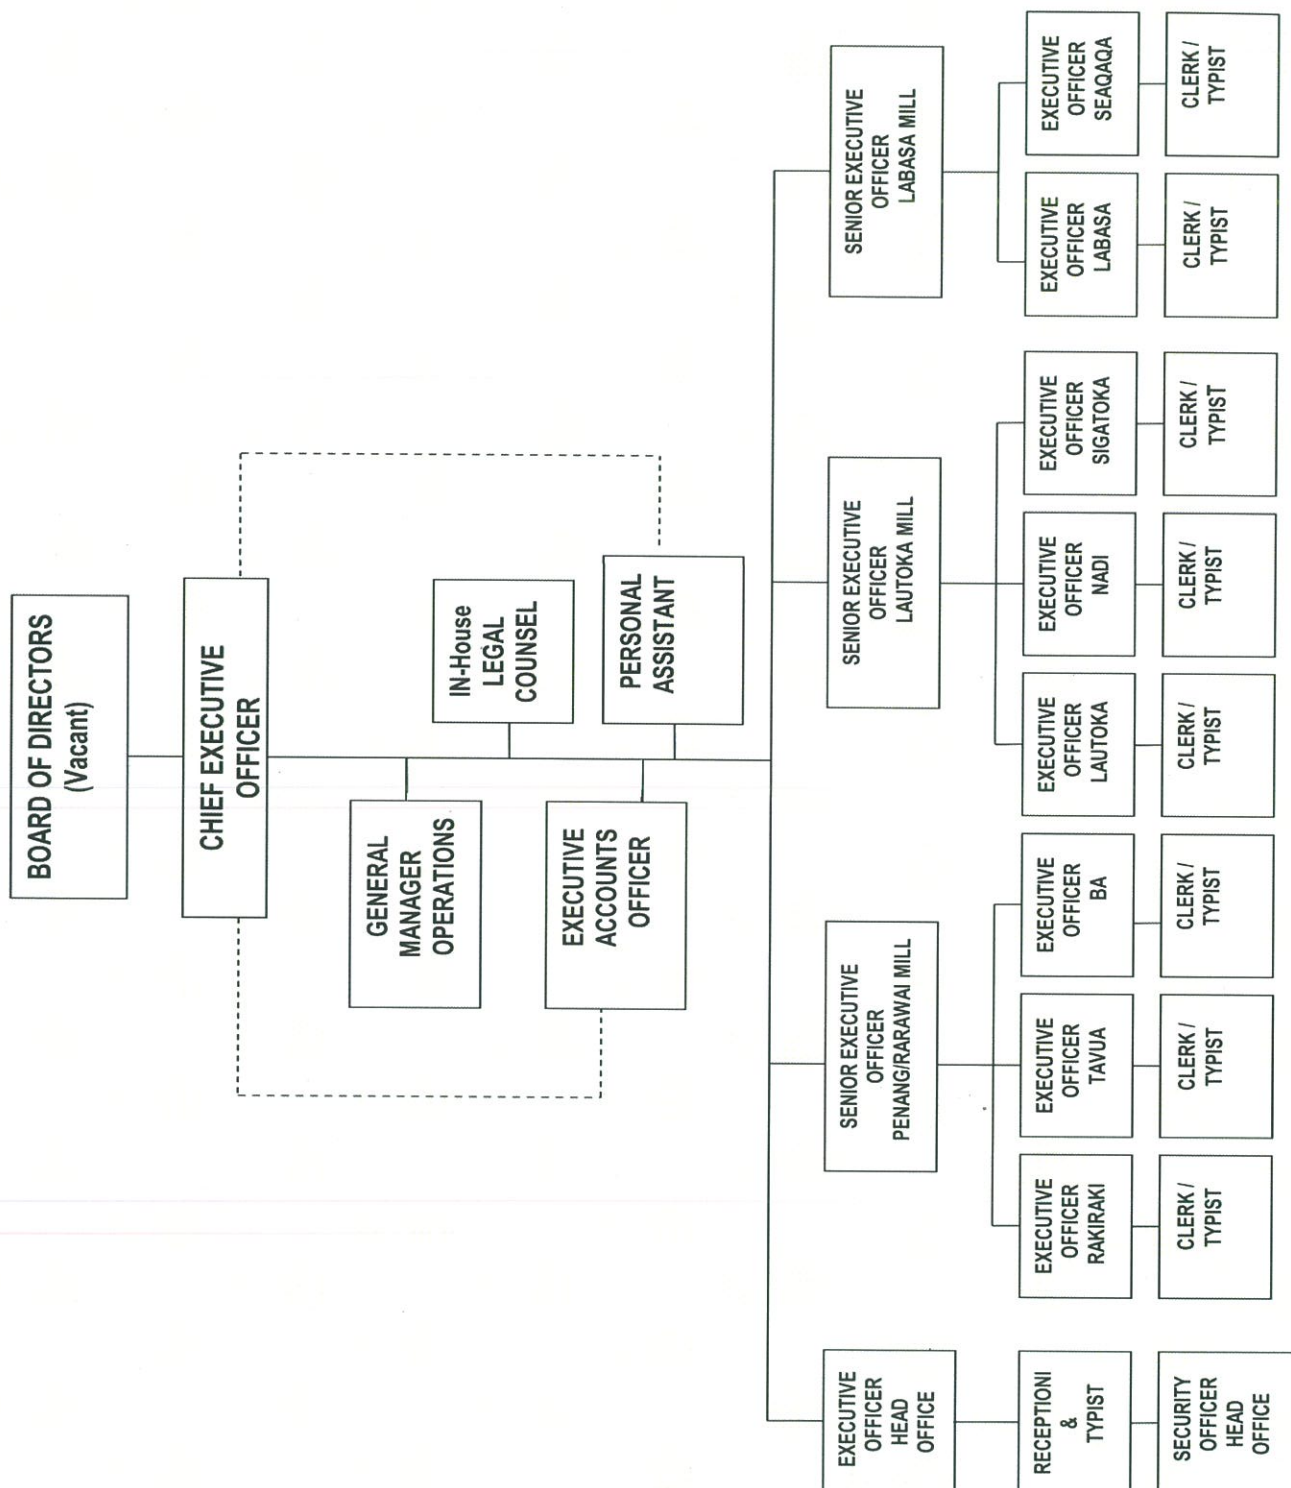 BOARD OF DIRECTORS
(Vacant)
CHIEF EXECUTIVE
OFFICER
GENERAL
MANAGER
OPERATIONS
IN-House
LEGAL
COUNSEL
EXECUTIVE
ACCOUNTS
OFFICER
PERSONAL
ASSISTANT
EXECUTIVE
OFFICER
HEAD
OFFICE
SENIOR EXECUTIVE
OFFICER
PENANG/RARAWAI MILL
SENIOR EXECUTIVE
OFFICER
LAUTOKA MILL
SENIOR EXECUTIVE
OFFICER
LABASA MILL
RECEPTIONI
&
TYPIST
EXECUTIVE
OFFICER
RAKIRAKI
EXECUTIVE
OFFICER
TAVUA
EXECUTIVE
OFFICER
BA
EXECUTIVE
OFFICER
LAUTOKA
EXECUTIVE
OFFICER
NADI
EXECUTIVE
OFFICER
SIGATOKA
EXECUTIVE
OFFICER
LABASA
EXECUTIVE
OFFICER
SEAQAQA
SECURITY
OFFICER
HEAD
OFFICE
CLERK /
TYPIST
CLERK /
TYPIST
CLERK /
TYPIST
CLERK /
TYPIST
CLERK /
TYPIST
CLERK /
TYPIST
CLERK /
TYPIST
CLERK /
TYPIST